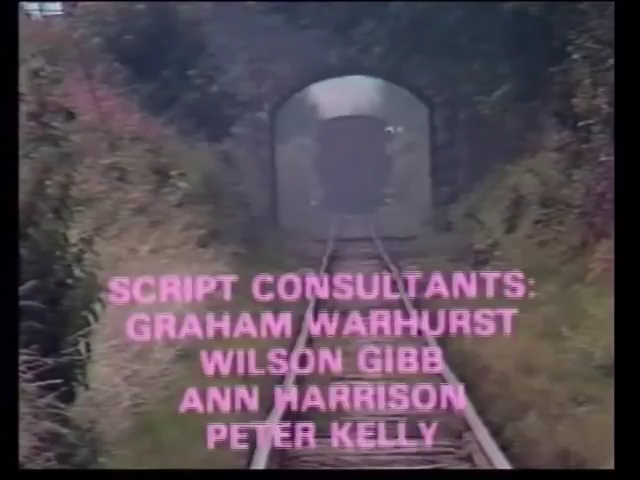 SCRIPT CONSULTANTS:
GRAHAM WARHURST
WILSON GIBB
ANN HARRISON
PETER KELLY